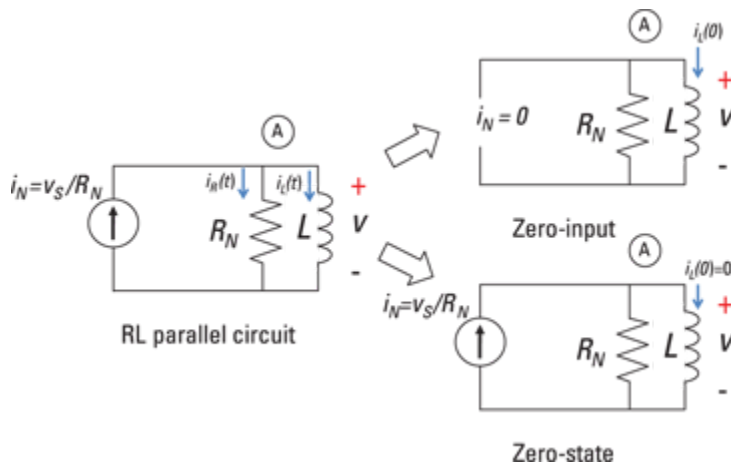 A
i_N=v_S/R_N
i_R(t)
i_L(t)
R_N
L
+
v
-
RL parallel circuit
A
i_L(0)
i_N = 0
R_N
L
+
v
-
Zero-input
A
i_L(0)=0
i_N=v_S/R_N
R_N
L
+
v
-
Zero-state